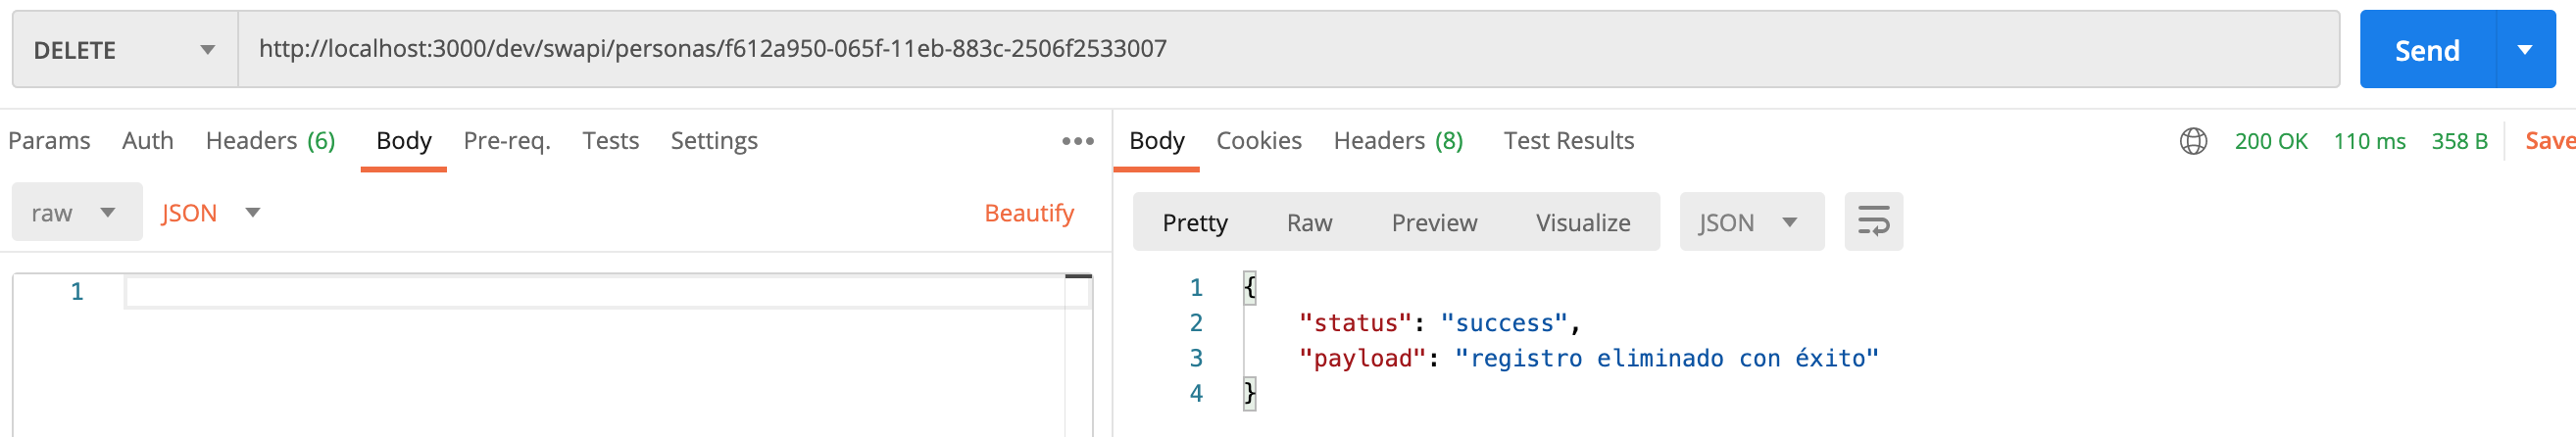 DELETE http://localhost:3000/dev/swapi/personas/f612a950-065f-11eb-883c-2506f2533007 Send
Params Auth Headers (6) Body Pre-req. Tests Settings
raw JSON Beautify
1
Body Cookies Headers (8) Test Results 200 OK 110 ms 358 B Save
Pretty Raw Preview Visualize JSON
1 {
2 "status": "success",
3 "payload": "registro eliminado con éxito"
4 }